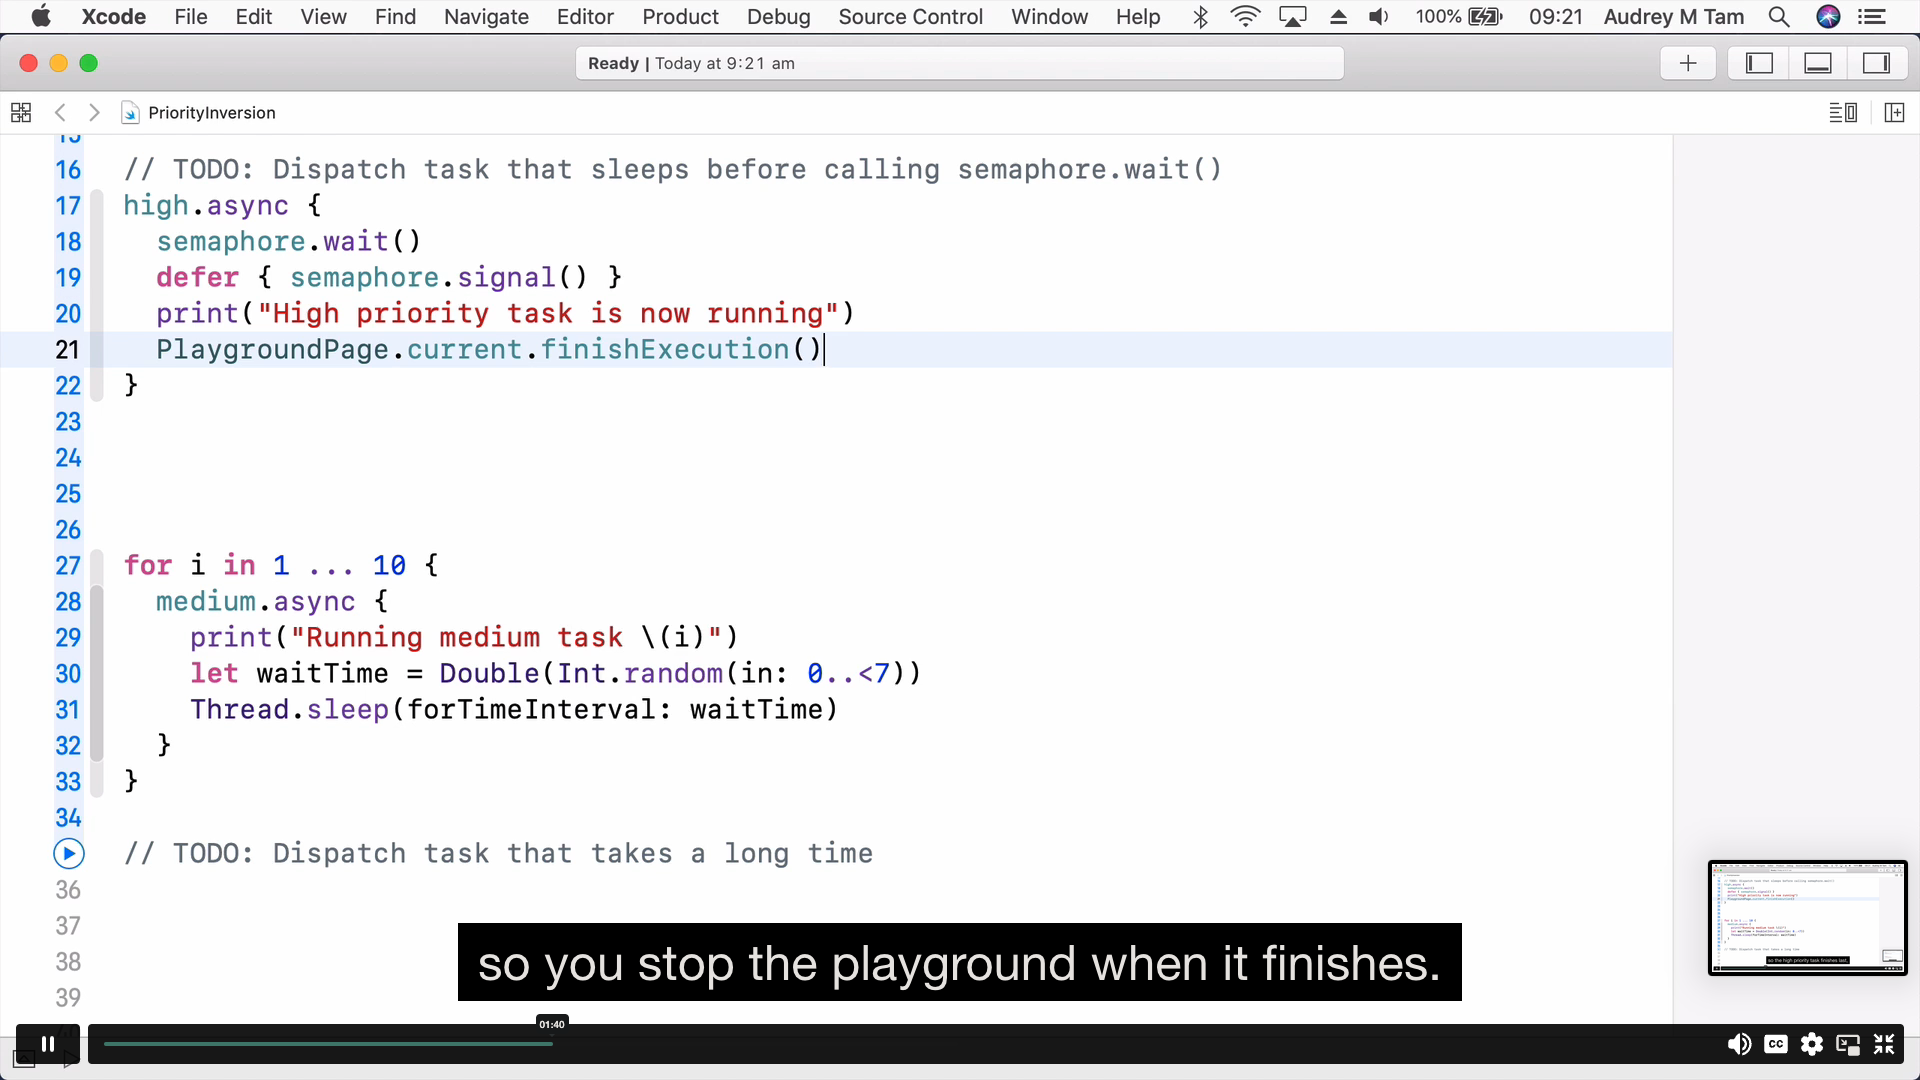 Xcode File Edit View Find Navigate Editor Product Debug Source Control Window Help 100% 09:21 Audrey M Tam
Ready | Today at 9:21 am
PriorityInversion
15
16 // TODO: Dispatch task that sleeps before calling semaphore.wait()
17 high.async {
18 semaphore.wait()
19 defer { semaphore.signal() }
20 print("High priority task is now running")
21 PlaygroundPage.current.finishExecution()
22 }
23
24
25
26
27 for i in 1 ... 10 {
28 medium.async {
29 print("Running medium task \(i)")
30 let waitTime = Double(Int.random(in: 0..<7))
31 Thread.sleep(forTimeInterval: waitTime)
32 }
33 }
34
// TODO: Dispatch task that takes a long time
36
37
38
39
so you stop the playground when it finishes.
01:40
CC